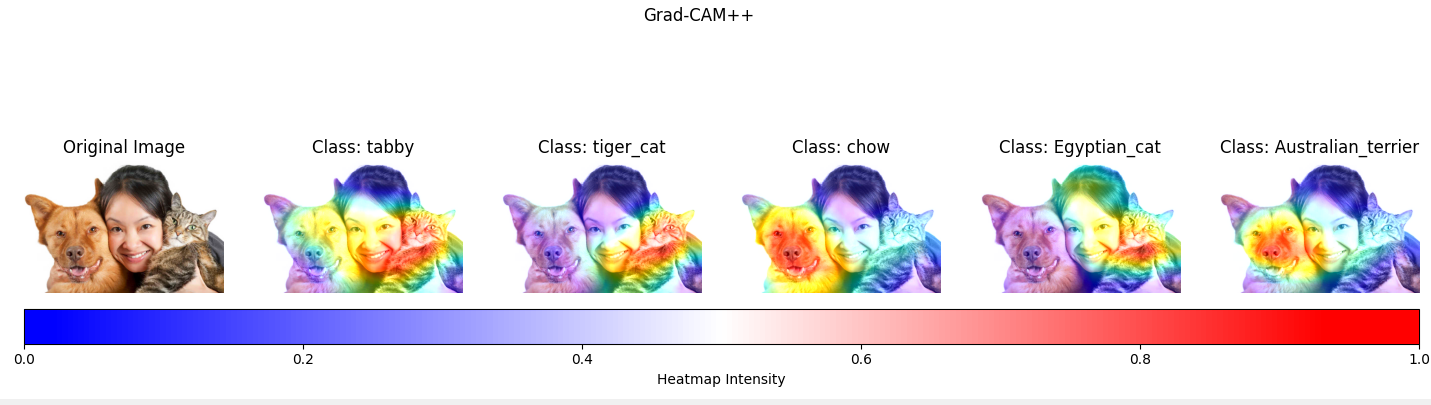 Grad-CAM++
Original Image
Class: tabby
Class: tiger_cat
Class: chow
Class: Egyptian_cat
Class: Australian_terrier
0.0
0.2
0.4
0.6
0.8
1.0
Heatmap Intensity